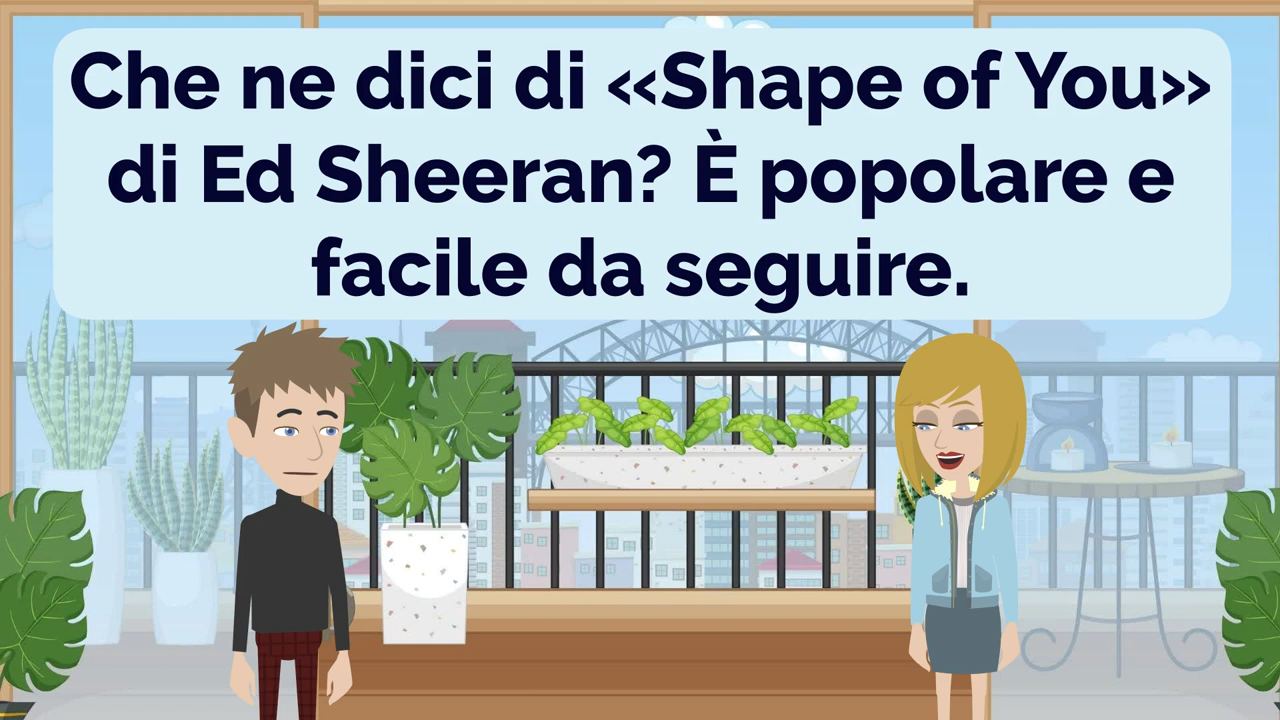 Che ne dici di «Shape of You»
di Ed Sheeran? È popolare e
facile da seguire.